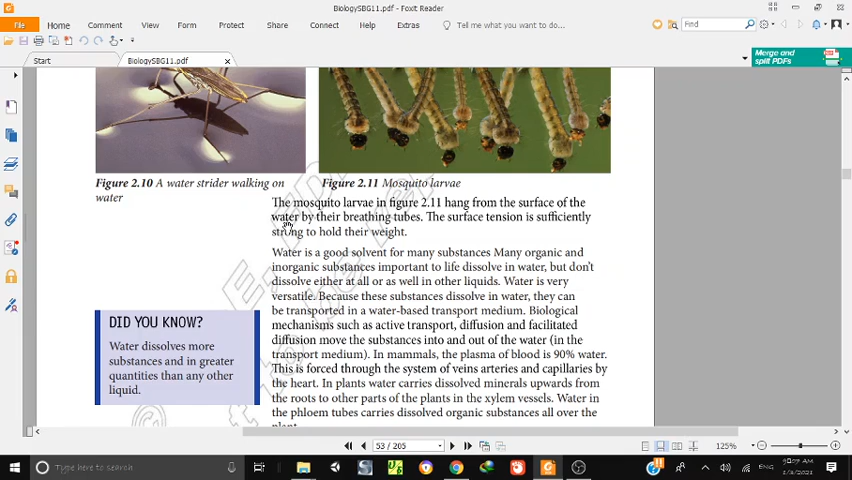 BiologySBG11.pdf - Foxit Reader
File Home Comment View Form Protect Share Connect Help Extras Tell me what you want to do... Find
Start BiologySBG11.pdf
Merge and
split PDFs
Figure 2.10 A water strider walking on
water
Figure 2.11 Mosquito larvae
The mosquito larvae in figure 2.11 hang from the surface of the
water by their breathing tubes. The surface tension is sufficiently
strong to hold their weight.
Water is a good solvent for many substances Many organic and
inorganic substances important to life dissolve in water, but don't
dissolve either at all or as well in other liquids. Water is very
versatile. Because these substances dissolve in water, they can
be transported in a water-based transport medium. Biological
mechanisms such as active transport, diffusion and facilitated
diffusion move the substances into and out of the water (in the
transport medium). In mammals, the plasma of blood is 90% water.
This is forced through the system of veins arteries and capillaries by
the heart. In plants water carries dissolved minerals upwards from
the roots to other parts of the plants in the xylem vessels. Water in
the phloem tubes carries dissolved organic substances all over the
plant.
DID YOU KNOW?
Water dissolves more
substances and in greater
quantities than any other
liquid.
53 / 205
125%
Type here to search
ENG